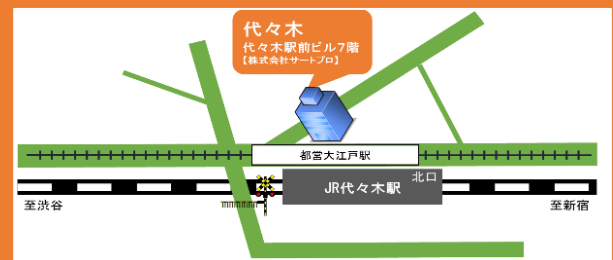 代々木
代々木駅前ビル7階
【株式会社サートプロ】
都営大江戸駅
北口
JR代々木駅
至渋谷
至新宿